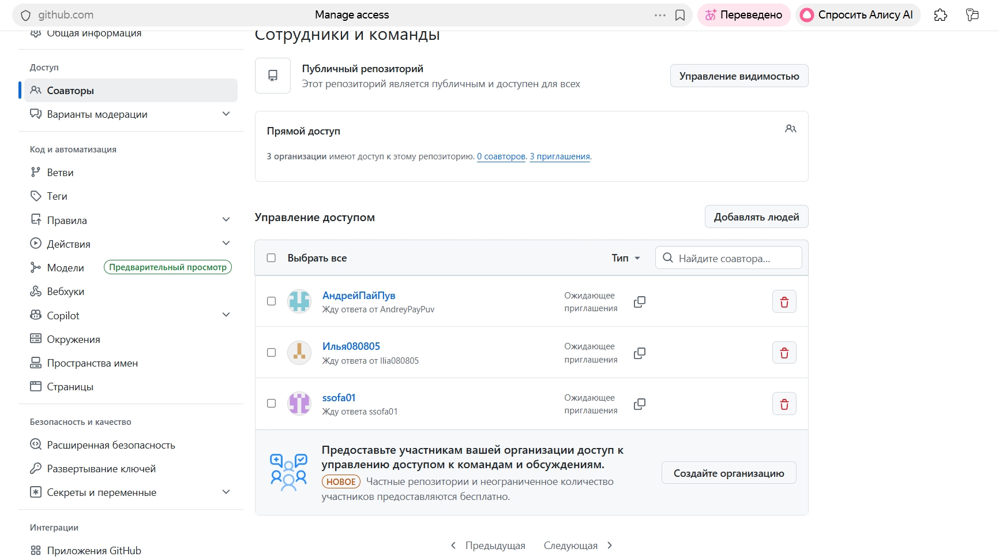 github.com
Manage access
Переведено
Спросить Алису AI
Общая информация
Доступ
Соавторы
Варианты модерации
Код и автоматизация
Ветви
Теги
Правила
Действия
Модели
Предварительный просмотр
Вебхуки
Copilot
Окружения
Пространства имен
Страницы
Безопасность и качество
Расширенная безопасность
Развертывание ключей
Секреты и переменные
Интеграции
Приложения GitHub
Сотрудники и команды
Публичный репозиторий
Этот репозиторий является публичным и доступен для всех
Управление видимостью
Прямой доступ
3 организации имеют доступ к этому репозиторию. 0 соавторов. 3 приглашения.
Управление доступом
Добавлять людей
Выбрать все
Тип
Найдите соавтора...
АндрейПайПув
Жду ответа от AndreyPayPuv
Ожидающее
приглашения
Илья080805
Жду ответа от Ilia080805
Ожидающее
приглашения
ssofa01
Жду ответа ssofa01
Ожидающее
приглашения
Предоставьте участникам вашей организации доступ к
управлению доступом к командам и обсуждениям.
НОВОЕ Частные репозитории и неограниченное количество
участников предоставляются бесплатно.
Создайте организацию
Предыдущая
Следующая